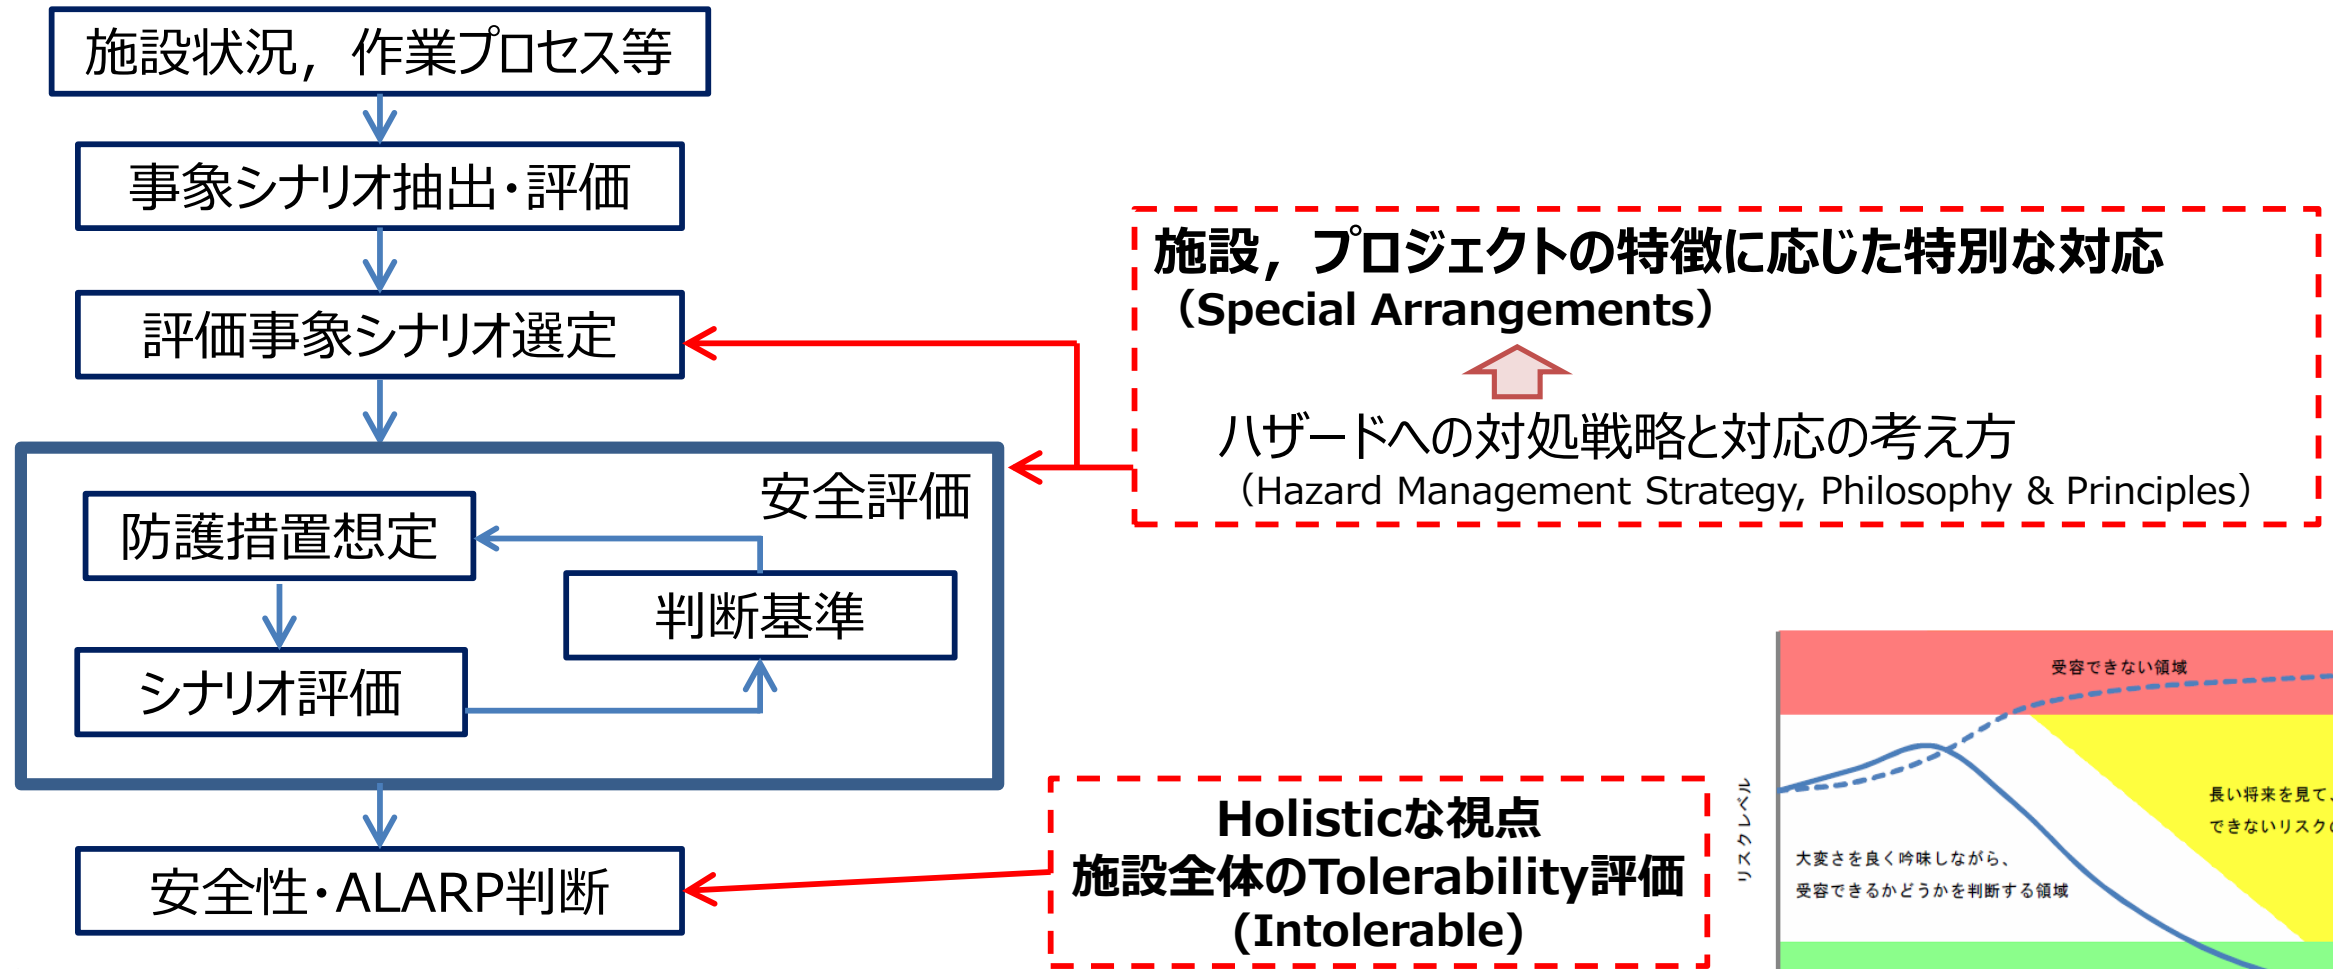 施設状況，作業プロセス等
事象シナリオ抽出・評価
評価事象シナリオ選定
安全評価
防護措置想定
判断基準
シナリオ評価
安全性・ALARP判断
施設，プロジェクトの特徴に応じた特別な対応
（Special Arrangements）
ハザードへの対処戦略と対応の考え方
（Hazard Management Strategy, Philosophy & Principles）
Holisticな視点
施設全体のTolerability評価
(Intolerable)
リスクレベル
受容できない領域
長い将来を見て、
できないリスクの
大変さを良く吟味しながら、
受容できるかどうかを判断する領域